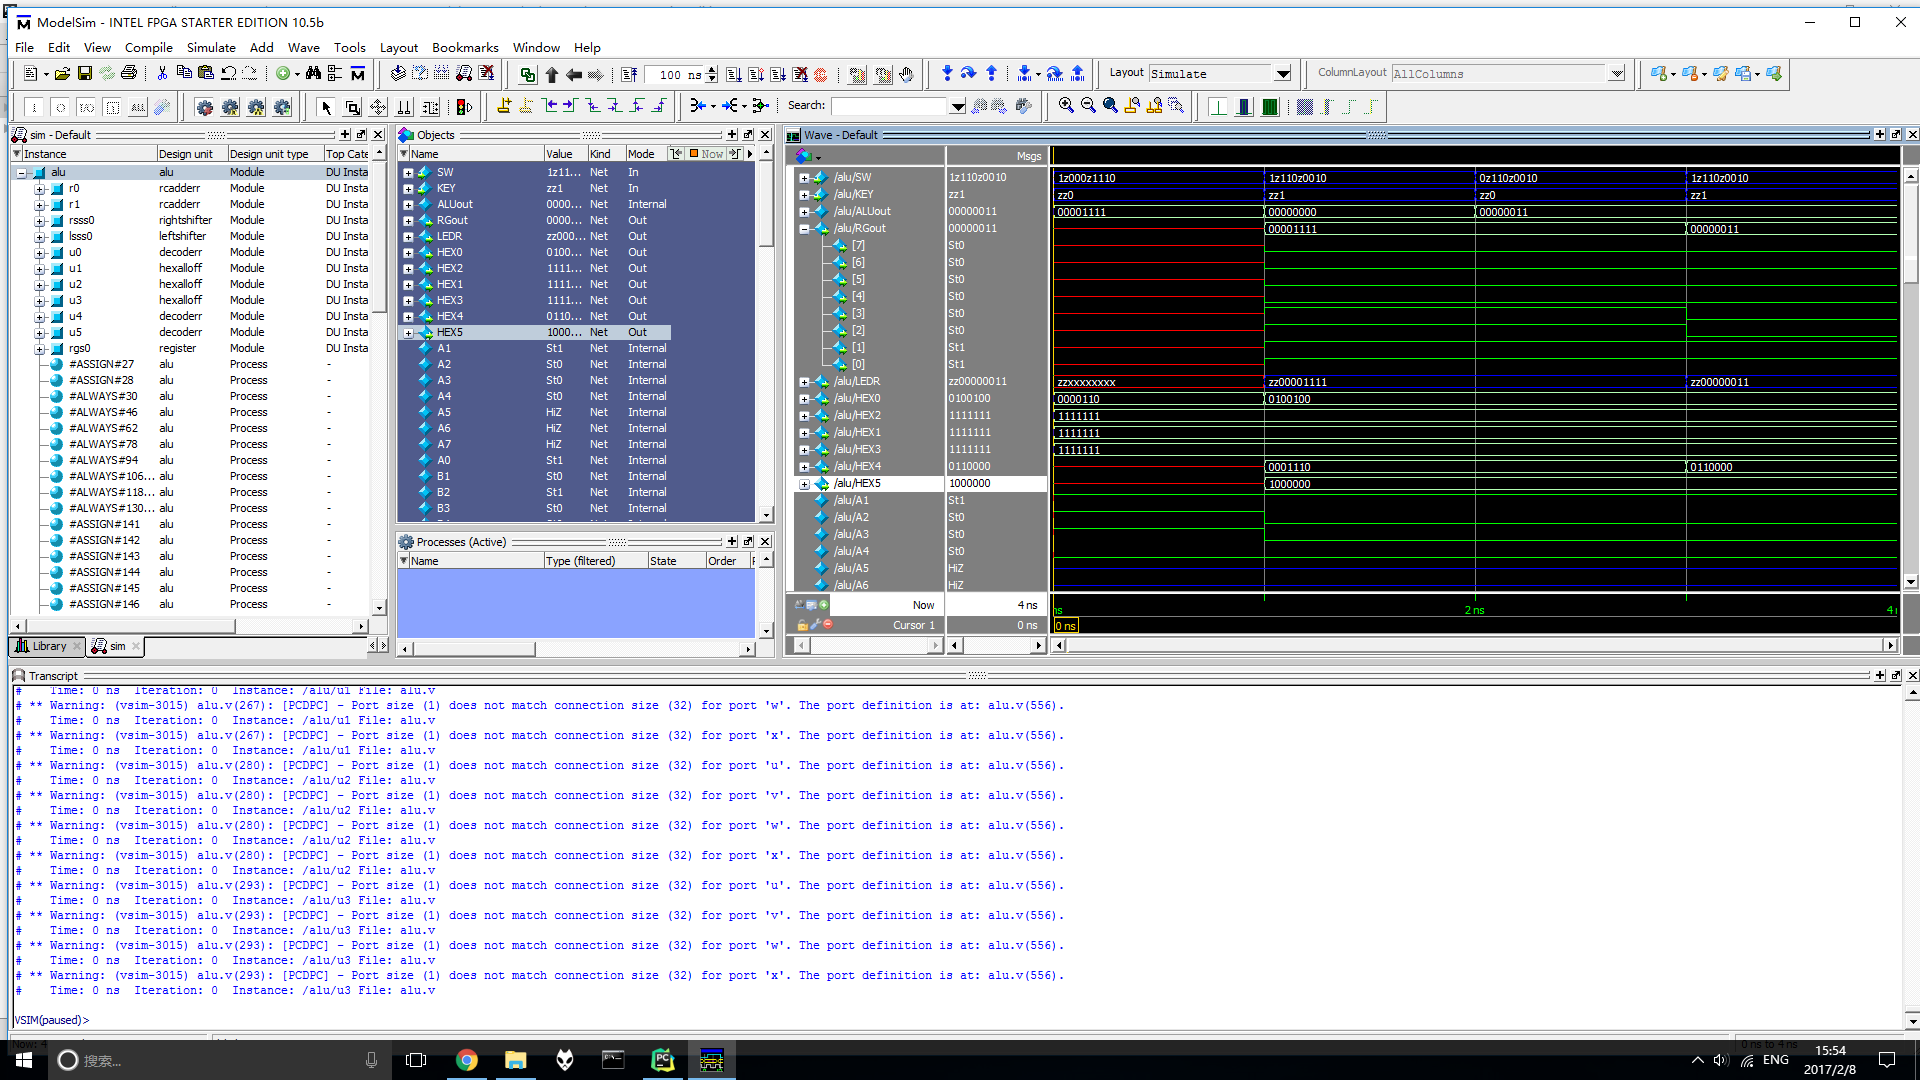 ModelSim - INTEL FPGA STARTER EDITION 10.5b
File Edit View Compile Simulate Add Wave Tools Layout Bookmarks Window Help
100 ns Layout Simulate ColumnLayout AllColumns
Search:
sim - Default
Instance Design unit Design unit type Top Cate
alu alu Module DU Insta
r0 rcadderr Module DU Insta
r1 rcadderr Module DU Insta
rsss0 rightshifter Module DU Insta
lsss0 leftshifter Module DU Insta
u0 decoderr Module DU Insta
u1 hexalloff Module DU Insta
u2 hexalloff Module DU Insta
u3 hexalloff Module DU Insta
u4 decoderr Module DU Insta
u5 decoderr Module DU Insta
rgs0 register Module DU Insta
#ASSIGN#27 alu Process -
#ASSIGN#28 alu Process -
#ALWAYS#30 alu Process -
#ALWAYS#46 alu Process -
#ALWAYS#62 alu Process -
#ALWAYS#78 alu Process -
#ALWAYS#94 alu Process -
#ALWAYS#106... alu Process -
#ALWAYS#118... alu Process -
#ALWAYS#130... alu Process -
#ASSIGN#141 alu Process -
#ASSIGN#142 alu Process -
#ASSIGN#143 alu Process -
#ASSIGN#144 alu Process -
#ASSIGN#145 alu Process -
#ASSIGN#146 alu Process -
Library sim
Objects
Name Value Kind Mode Now
SW 1z11... Net In
KEY zz1 Net In
ALUout 0000... Net Internal
RGout 0000... Net Out
LEDR zz000... Net Out
HEX0 0100... Net Out
HEX2 1111... Net Out
HEX1 1111... Net Out
HEX3 1111... Net Out
HEX4 0110... Net Out
HEX5 1000... Net Out
A1 St1 Net Internal
A2 St0 Net Internal
A3 St0 Net Internal
A4 St0 Net Internal
A5 HiZ Net Internal
A6 HiZ Net Internal
A7 HiZ Net Internal
A0 St1 Net Internal
B1 St0 Net Internal
B2 St1 Net Internal
B3 St0 Net Internal
Processes (Active)
Name Type (filtered) State Order
Wave - Default
Msgs
/alu/SW 1z110z0010 1z000z1110 1z110z0010 0z110z0010 1z110z0010
/alu/KEY zz1 zz0 zz1 zz0 zz1
/alu/ALUout 00000011 00001111 00000000 00000011
/alu/RGout 00000011 00001111 00000011
[7] St0
[6] St0
[5] St0
[4] St0
[3] St0
[2] St0
[1] St1
[0] St1
/alu/LEDR zz00000011 zzxxxxxxxx zz00001111 zz00000011
/alu/HEX0 0100100 0000110 0100100
/alu/HEX2 1111111 1111111
/alu/HEX1 1111111 1111111
/alu/HEX3 1111111 1111111
/alu/HEX4 0110000 0001110 0110000
/alu/HEX5 1000000 1000000
/alu/A1 St1
/alu/A2 St0
/alu/A3 St0
/alu/A4 St0
/alu/A5 HiZ
/alu/A6 HiZ
Now 4 ns ns 2 ns 4
Cursor 1 0 ns 0 ns
Transcript
# Time: 0 ns Iteration: 0 Instance: /alu/u1 File: alu.v
# ** Warning: (vsim-3015) alu.v(267): [PCDPC] - Port size (1) does not match connection size (32) for port 'w'. The port definition is at: alu.v(556).
# Time: 0 ns Iteration: 0 Instance: /alu/u1 File: alu.v
# ** Warning: (vsim-3015) alu.v(267): [PCDPC] - Port size (1) does not match connection size (32) for port 'x'. The port definition is at: alu.v(556).
# Time: 0 ns Iteration: 0 Instance: /alu/u1 File: alu.v
# ** Warning: (vsim-3015) alu.v(280): [PCDPC] - Port size (1) does not match connection size (32) for port 'u'. The port definition is at: alu.v(556).
# Time: 0 ns Iteration: 0 Instance: /alu/u2 File: alu.v
# ** Warning: (vsim-3015) alu.v(280): [PCDPC] - Port size (1) does not match connection size (32) for port 'v'. The port definition is at: alu.v(556).
# Time: 0 ns Iteration: 0 Instance: /alu/u2 File: alu.v
# ** Warning: (vsim-3015) alu.v(280): [PCDPC] - Port size (1) does not match connection size (32) for port 'w'. The port definition is at: alu.v(556).
# Time: 0 ns Iteration: 0 Instance: /alu/u2 File: alu.v
# ** Warning: (vsim-3015) alu.v(280): [PCDPC] - Port size (1) does not match connection size (32) for port 'x'. The port definition is at: alu.v(556).
# Time: 0 ns Iteration: 0 Instance: /alu/u2 File: alu.v
# ** Warning: (vsim-3015) alu.v(293): [PCDPC] - Port size (1) does not match connection size (32) for port 'u'. The port definition is at: alu.v(556).
# Time: 0 ns Iteration: 0 Instance: /alu/u3 File: alu.v
# ** Warning: (vsim-3015) alu.v(293): [PCDPC] - Port size (1) does not match connection size (32) for port 'v'. The port definition is at: alu.v(556).
# Time: 0 ns Iteration: 0 Instance: /alu/u3 File: alu.v
# ** Warning: (vsim-3015) alu.v(293): [PCDPC] - Port size (1) does not match connection size (32) for port 'w'. The port definition is at: alu.v(556).
# Time: 0 ns Iteration: 0 Instance: /alu/u3 File: alu.v
# ** Warning: (vsim-3015) alu.v(293): [PCDPC] - Port size (1) does not match connection size (32) for port 'x'. The port definition is at: alu.v(556).
# Time: 0 ns Iteration: 0 Instance: /alu/u3 File: alu.v
VSIM(paused)>
搜索... ENG 15:54
2017/2/8